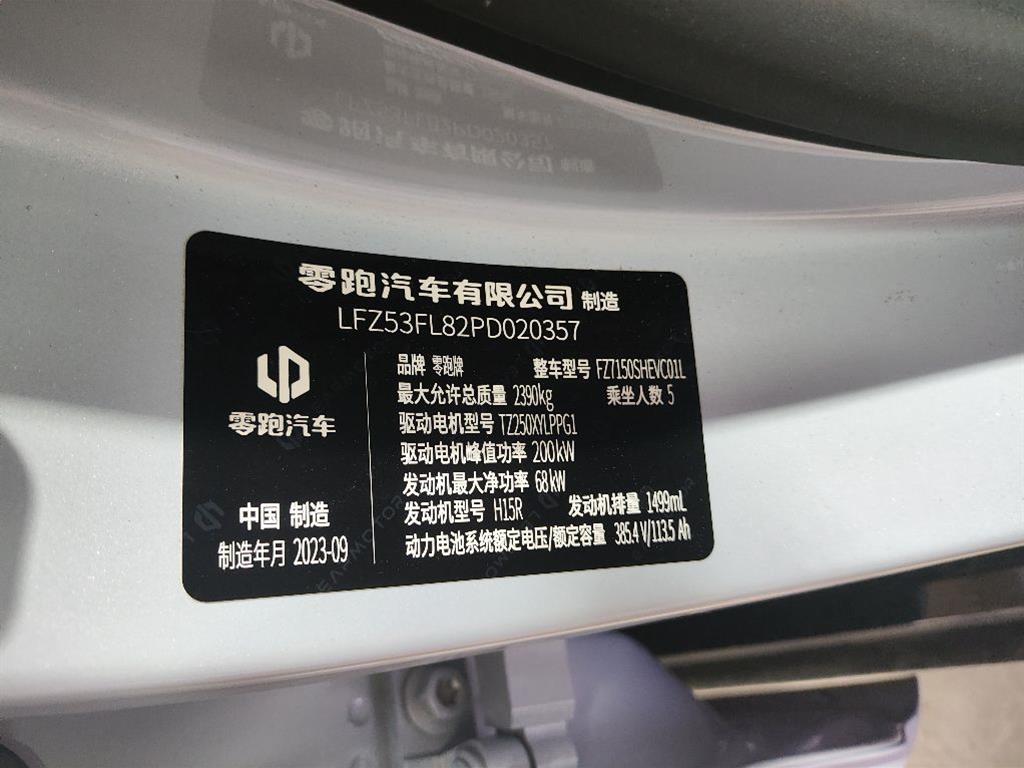 零跑汽车有限公司 制造
LFZ53FL82PD020357
零跑汽车
中国 制造
制造年月 2023-09
品牌 零跑牌 整车型号 FZ7150SHEVC01L
最大允许总质量 2390kg 乘坐人数 5
驱动电机型号 TZ250XYLPPG1
驱动电机峰值功率 200kW
发动机最大净功率 68kW
发动机型号 H15R 发动机排量 1499mL
动力电池系统额定电压/额定容量 385.4V/113.5Ah